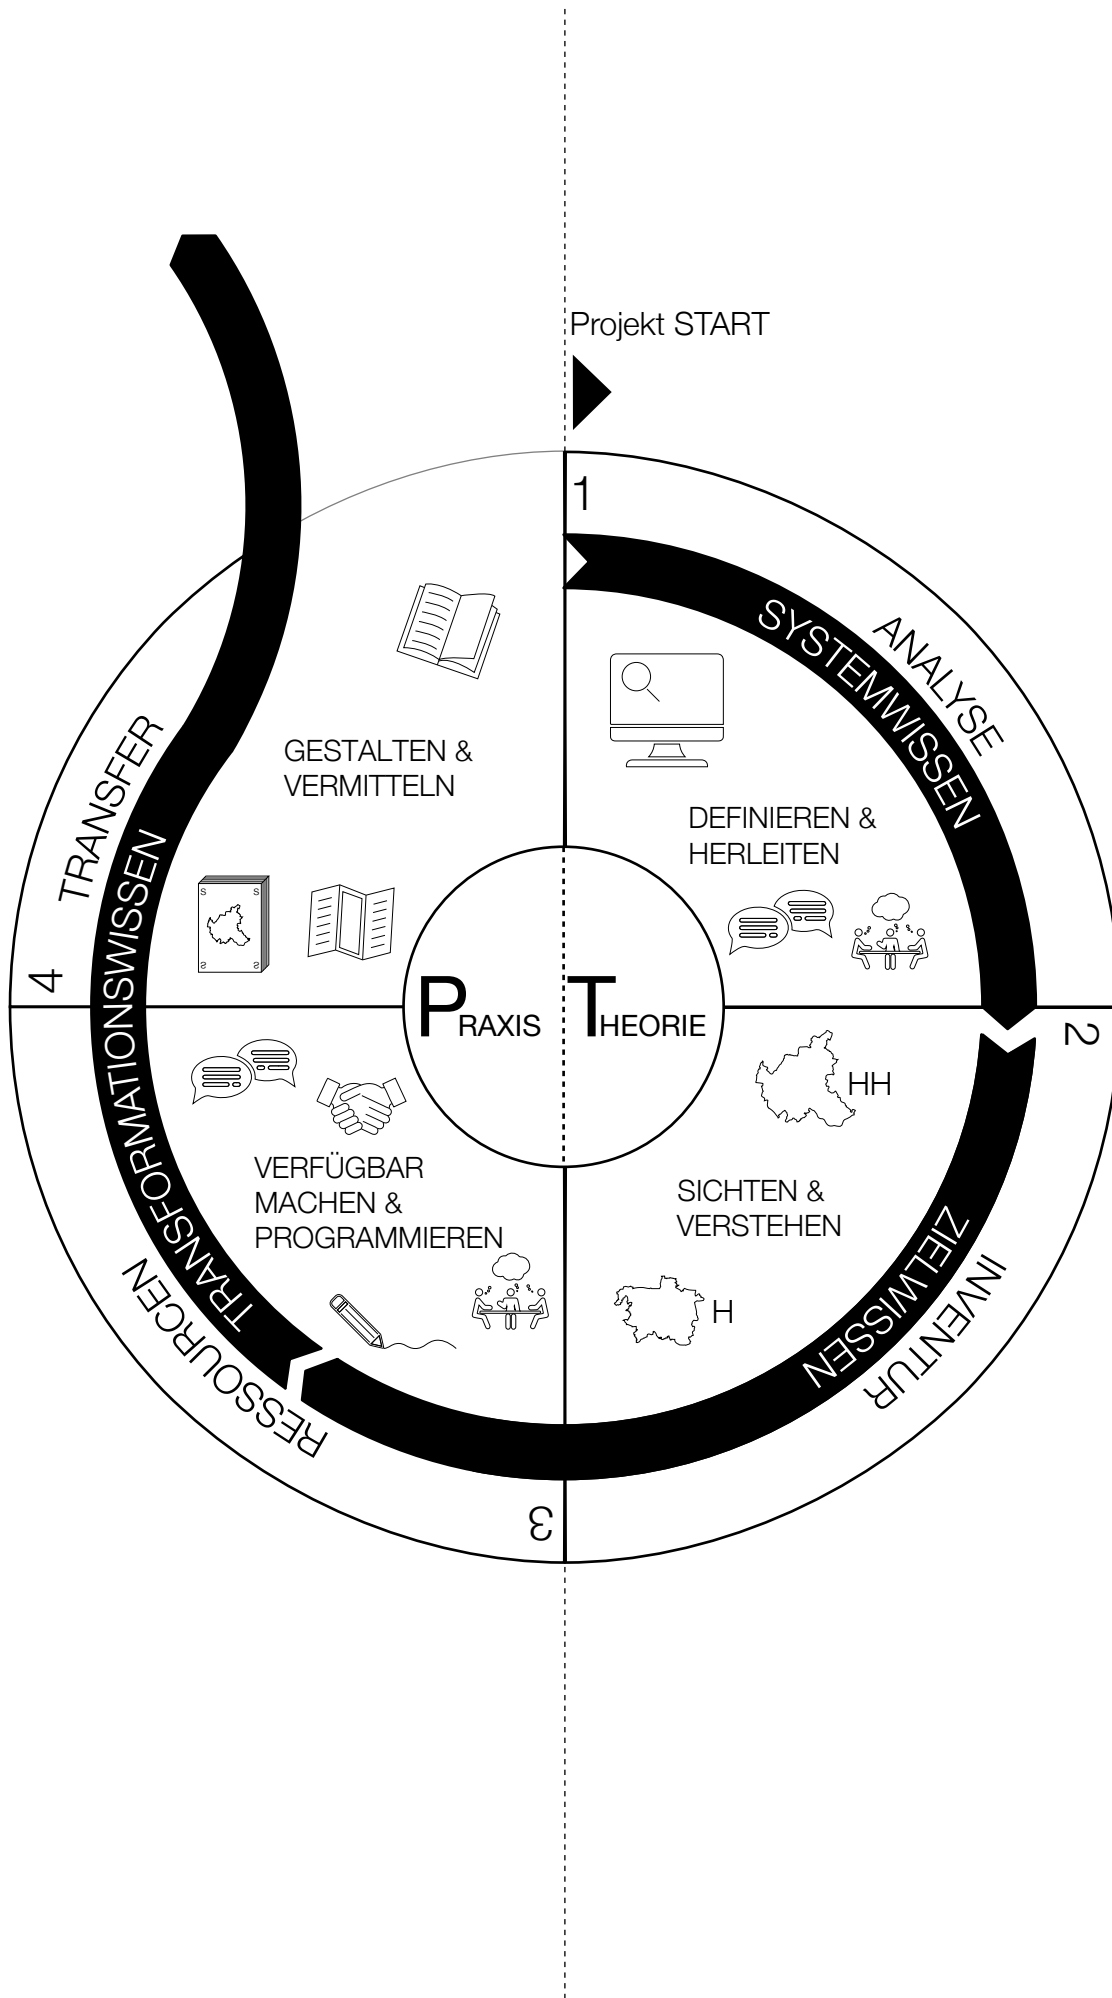 Projekt START
1
ANALYSE
SYSTEMWISSEN
DEFINIEREN &
HERLEITEN
2
INVENTUR
ZIELWISSEN
HH
SICHTEN &
VERSTEHEN
H
3
RESSOURCEN
VERFÜGBAR
MACHEN &
PROGRAMMIEREN
4
TRANSFER
TRANSFORMATIONSWISSEN
GESTALTEN &
VERMITTELN
S S
S S
PRAXIS
THEORIE